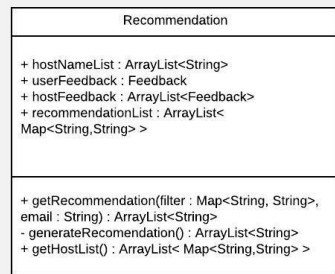 Recommendation
+ hostNameList : ArrayList<String>
+ userFeedback : Feedback
+ hostFeedback : ArrayList<Feedback>
+ recommendationList : ArrayList<
Map<String,String> >
+ getRecommendation(filter : Map<String, String>,
email : String) : ArrayList<String>
- generateRecomendation() : ArrayList<String>
+ getHostList() : ArrayList< Map<String,String> >